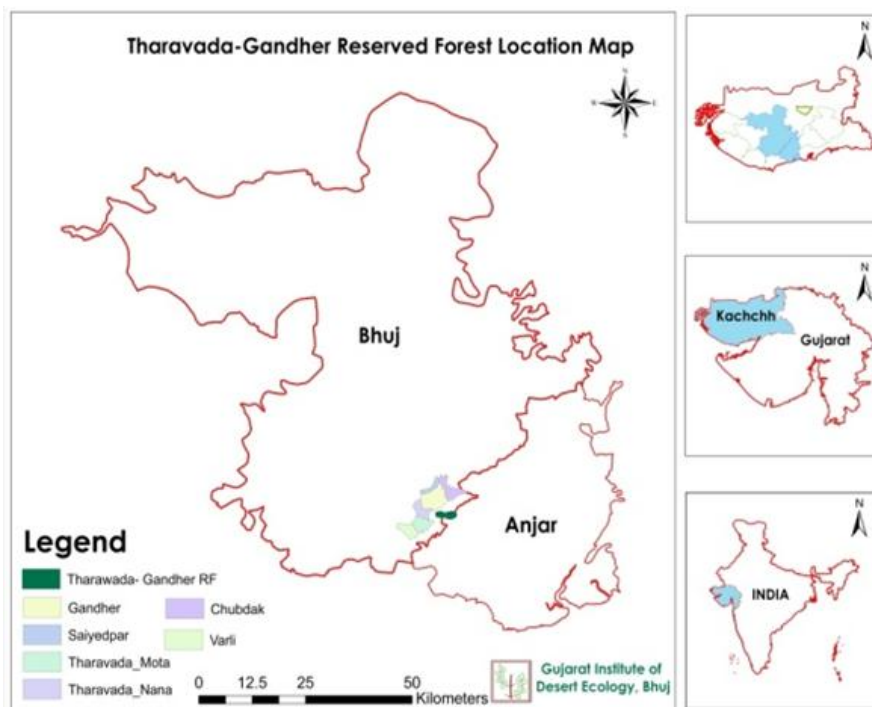 Tharavada-Gandher Reserved Forest Location Map
N
W
E
S
Bhuj
Anjar
Legend
Tharawada- Gandher RF
Gandher
Saiyedpar
Tharavada_Mota
Tharavada_Nana
Chubdak
Varli
0 12.5 25 50
Kilometers
Gujarat Institute of
Desert Ecology, Bhuj
N
N
Kachchh
Gujarat
N
INDIA